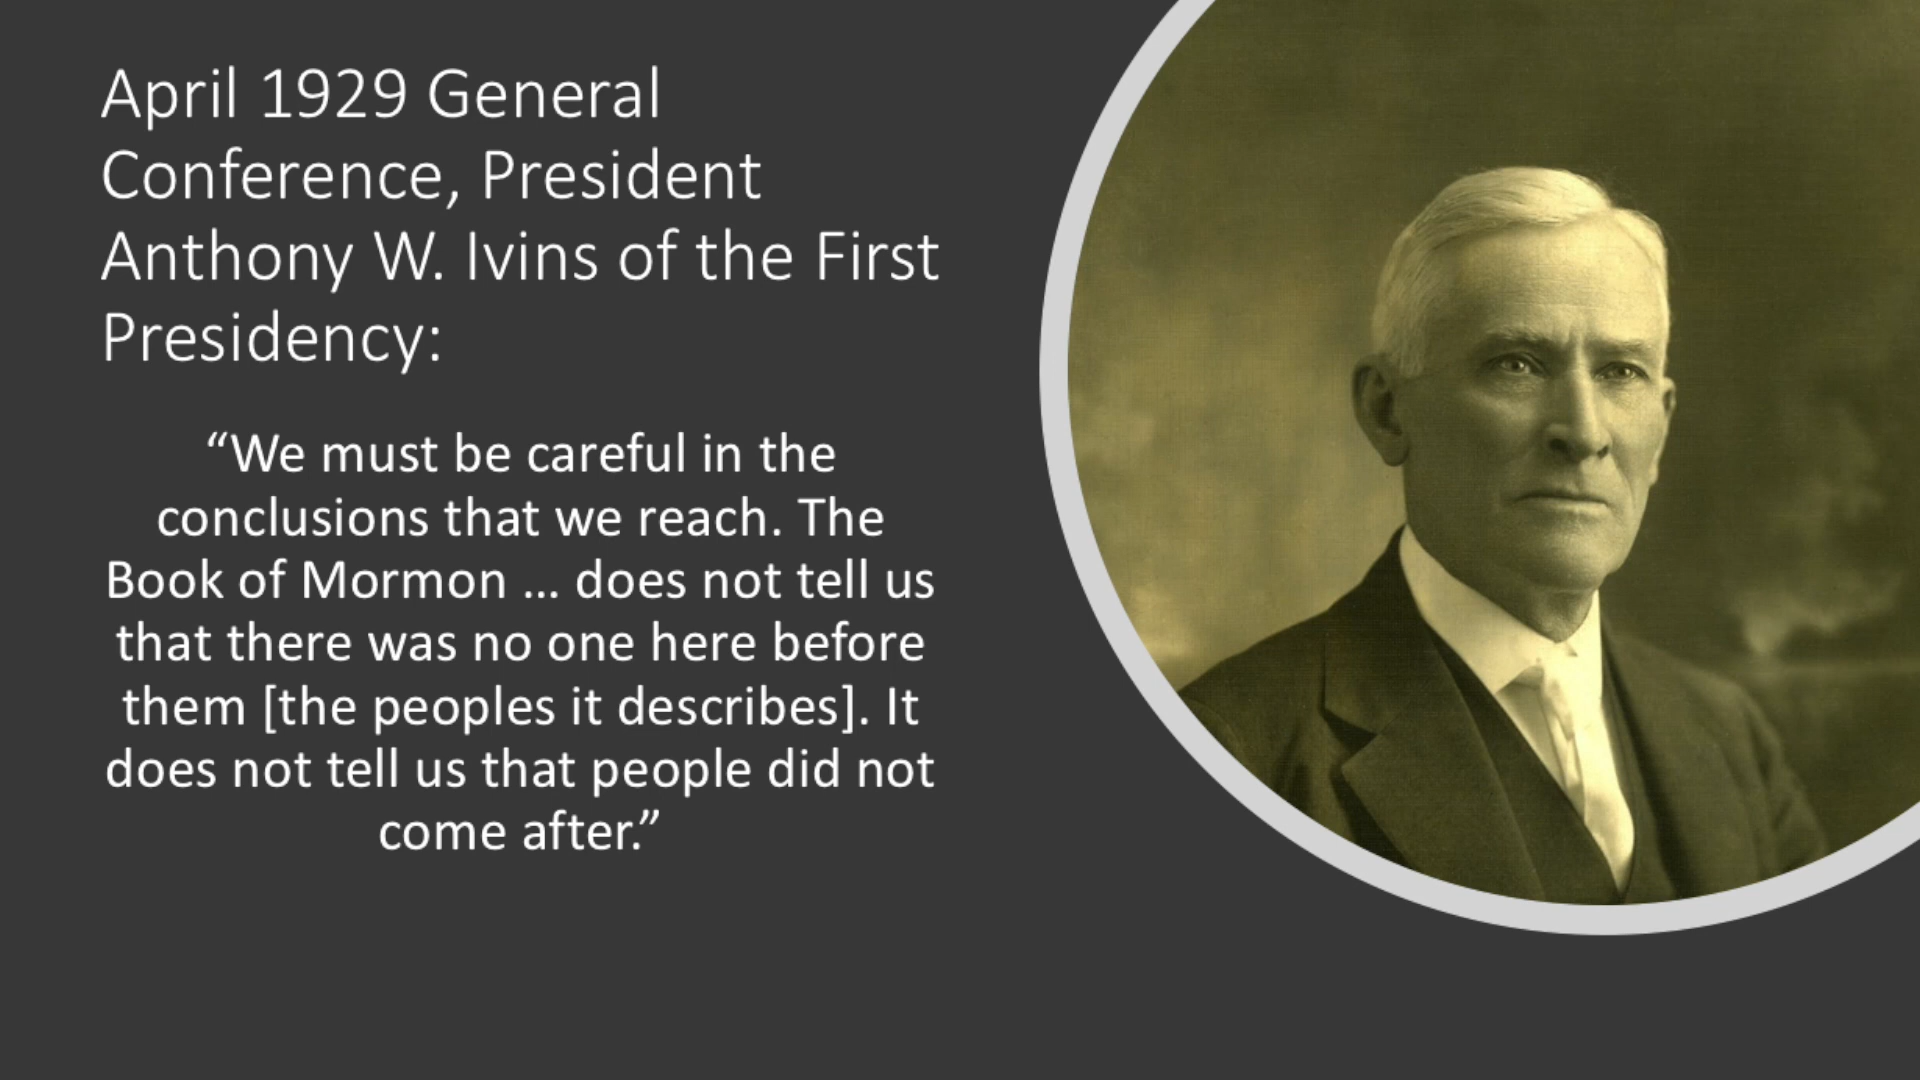 April 1929 General
Conference, President
Anthony W. Ivins of the First
Presidency:
“We must be careful in the
conclusions that we reach. The
Book of Mormon … does not tell us
that there was no one here before
them [the peoples it describes]. It
does not tell us that people did not
come after.”